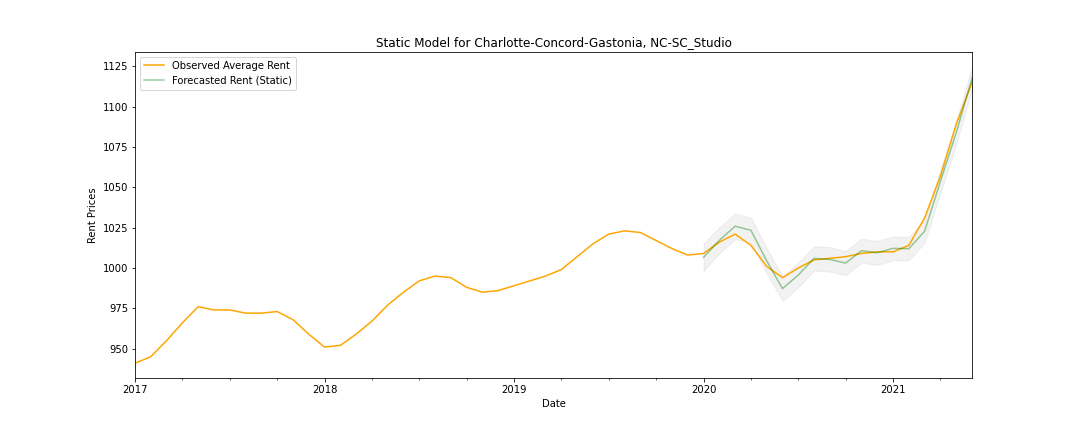 Static Model for Charlotte-Concord-Gastonia, NC-SC_Studio
Observed Average Rent
Forecasted Rent (Static)
1125
1100
1075
1050
1025
1000
975
950
Rent Prices
2017
2018
2019
2020
2021
Date